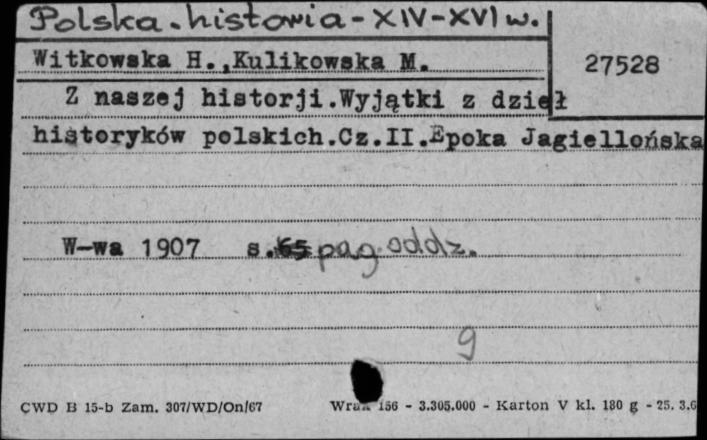 Polska - historia - XIV-XVI w.
Witkowska H.,Kulikowska M.
27528
Z naszej historji.Wyjątki z dzieł
historyków polskich.Cz.II.Epoka Jagiellońska
W-wa 1907 s.65 pag. oddz.
9
CWD B 15-b Zam. 307/WD/On/67 156 - 3.305.000 - Karton V kl. 180 g - 25. 3.6